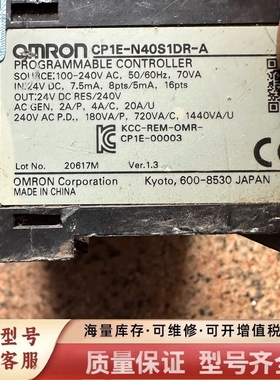 OMRON CP1E-N40S1DR-A
PROGRAMMABLE CONTROLLER
SOURCE:100-240V AC, 50/60Hz, 70VA
IN:24V DC, 7.5mA, 8pts/5mA, 16pts
OUT:24V DC RES/240V
AC GEN, 2A/P, 4A/C, 20A/U
240V AC P.D., 180VA/P, 720VA/C, 1440VA/U
KCC-REM-OMR-
CP1E-00003
Lot No. 20617M Ver.1.3
OMRON Corporation Kyoto, 600-8530 JAPAN
MADE IN CHINA
型号
客服
海量库存·可维修·可开增值税
质量保证 型号齐